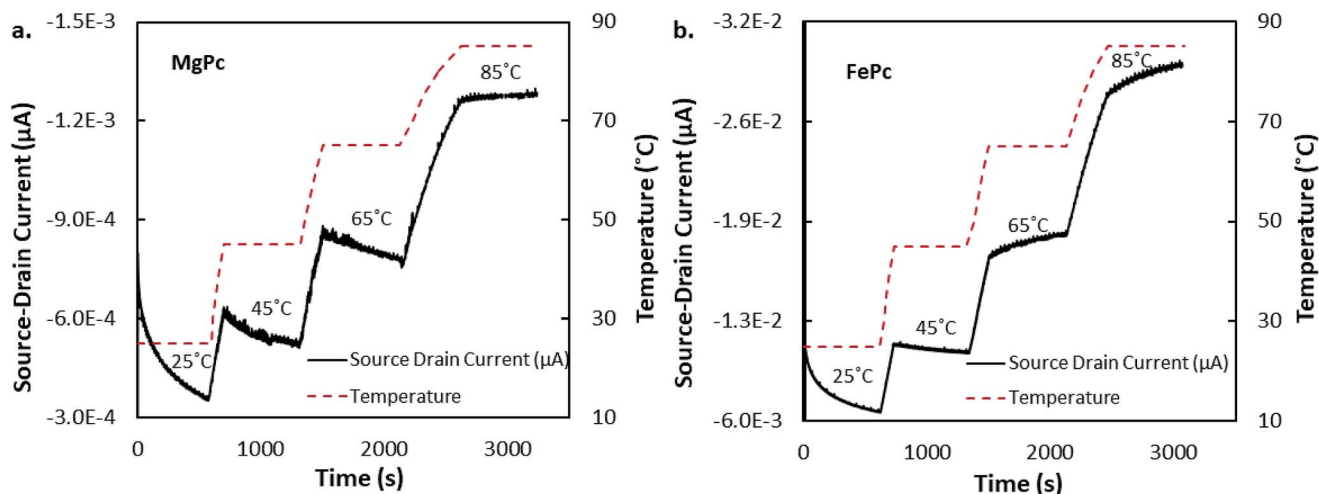 a.
MgPc
-1.5E-3
-1.2E-3
-9.0E-4
-6.0E-4
-3.0E-4
Source-Drain Current (µA)
25˚C
45˚C
65˚C
85˚C
Source Drain Current (µA)
Temperature
90
70
50
30
10
Temperature (˚C)
0
1000
2000
3000
Time (s)
b.
FePc
-3.2E-2
-2.6E-2
-1.9E-2
-1.3E-2
-6.0E-3
Source-Drain Current (µA)
25˚C
45˚C
65˚C
85˚C
Source Drain Current (µA)
Temperature
90
70
50
30
10
Temperature (˚C)
0
1000
2000
3000
Time (s)